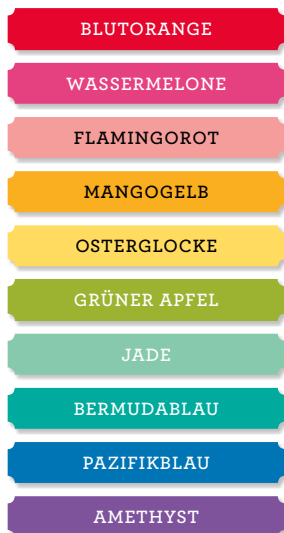 BLUTORANGE
WASSERMELONE
FLAMINGOROT
MANGOGELB
OSTERGLOCKE
GRÜNER APFEL
JADE
BERMUDABLAU
PAZIFIKBLAU
AMETHYST